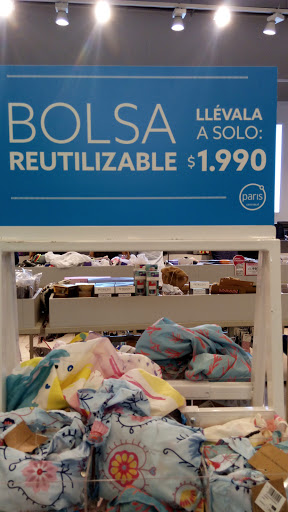 BOLSA
REUTILIZABLE
LLÉVALA
A SOLO:
$1.990
paris